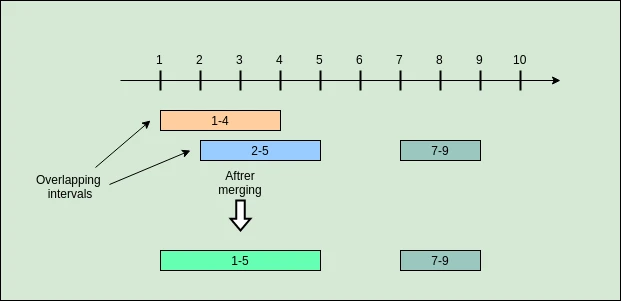 1 2 3 4 5 6 7 8 9 10
1-4
2-5 7-9
Overlapping
intervals
Aftrer
merging
1-5 7-9